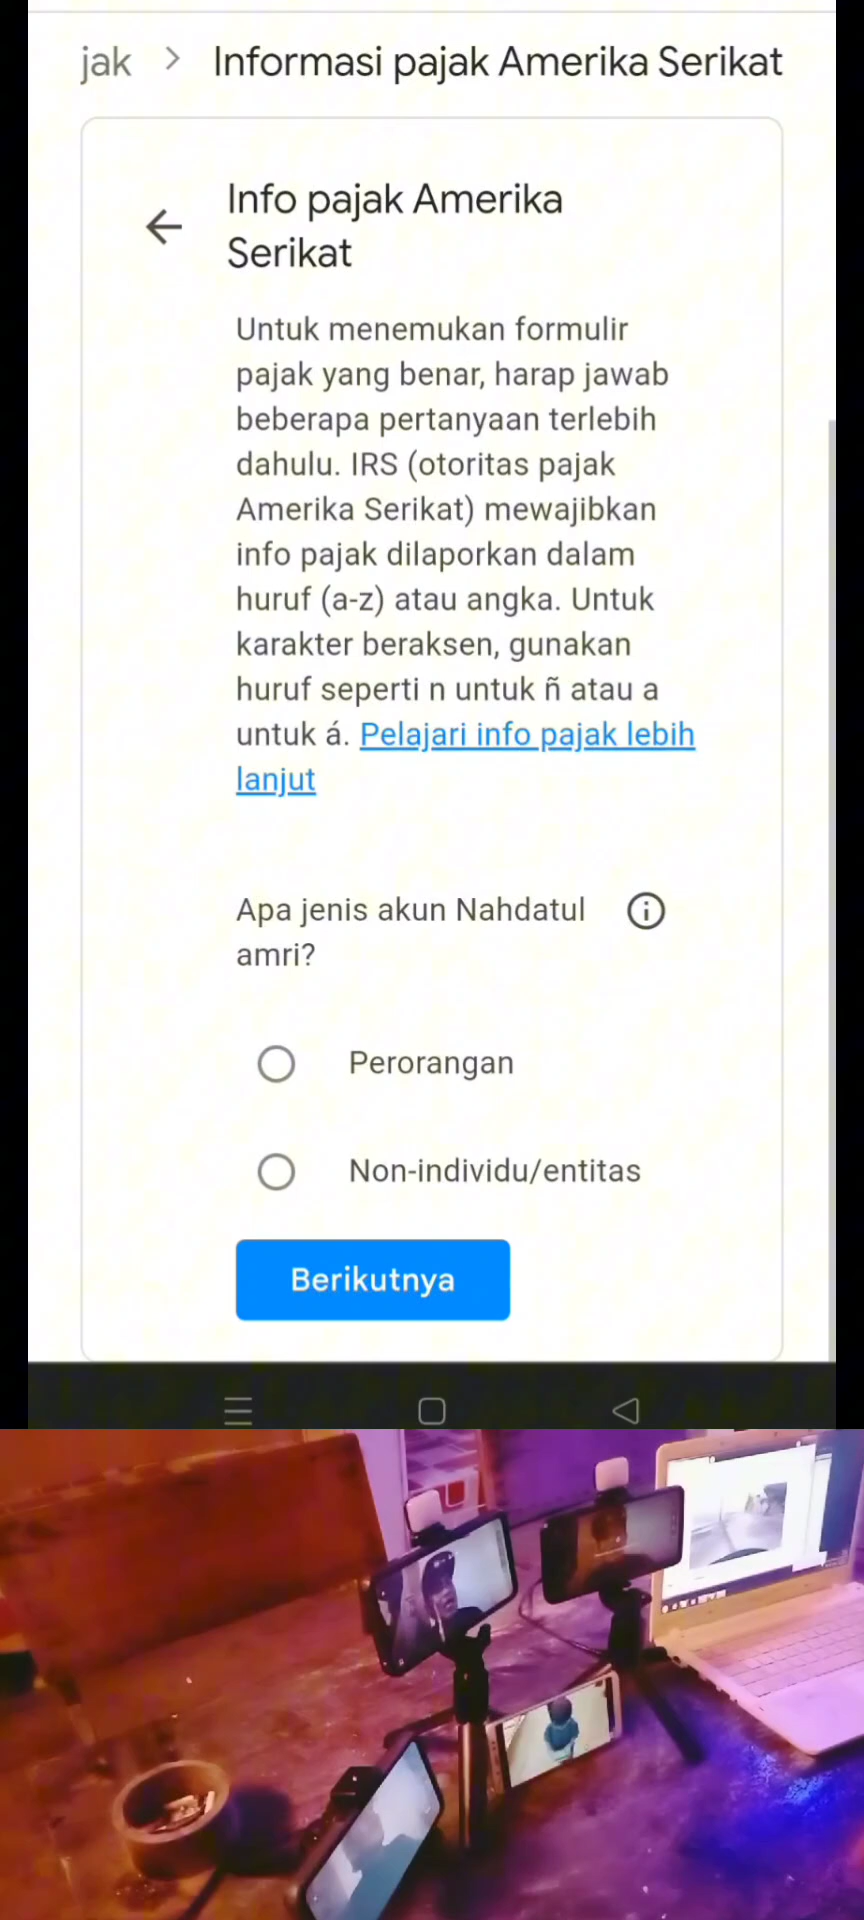 jak > Informasi pajak Amerika Serikat
Info pajak Amerika
Serikat
Untuk menemukan formulir
pajak yang benar, harap jawab
beberapa pertanyaan terlebih
dahulu. IRS (otoritas pajak
Amerika Serikat) mewajibkan
info pajak dilaporkan dalam
huruf (a-z) atau angka. Untuk
karakter beraksen, gunakan
huruf seperti n untuk ñ atau a
untuk á. Pelajari info pajak lebih
lanjut
Apa jenis akun Nahdatul
amri?
Perorangan
Non-individu/entitas
Berikutnya